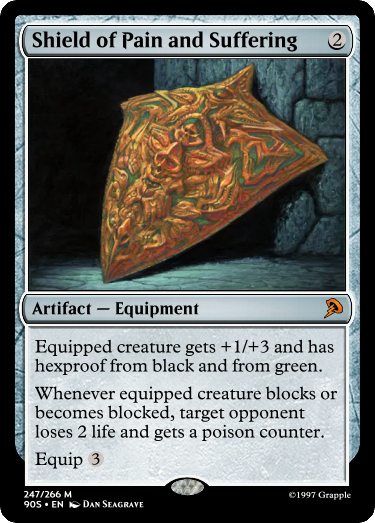 Shield of Pain and Suffering 2
Artifact — Equipment
Equipped creature gets +1/+3 and has
hexproof from black and from green.
Whenever equipped creature blocks or
becomes blocked, target opponent
loses 2 life and gets a poison counter.
Equip 3
247/266 M
90S • EN Dan Seagrave
©1997 Grapple